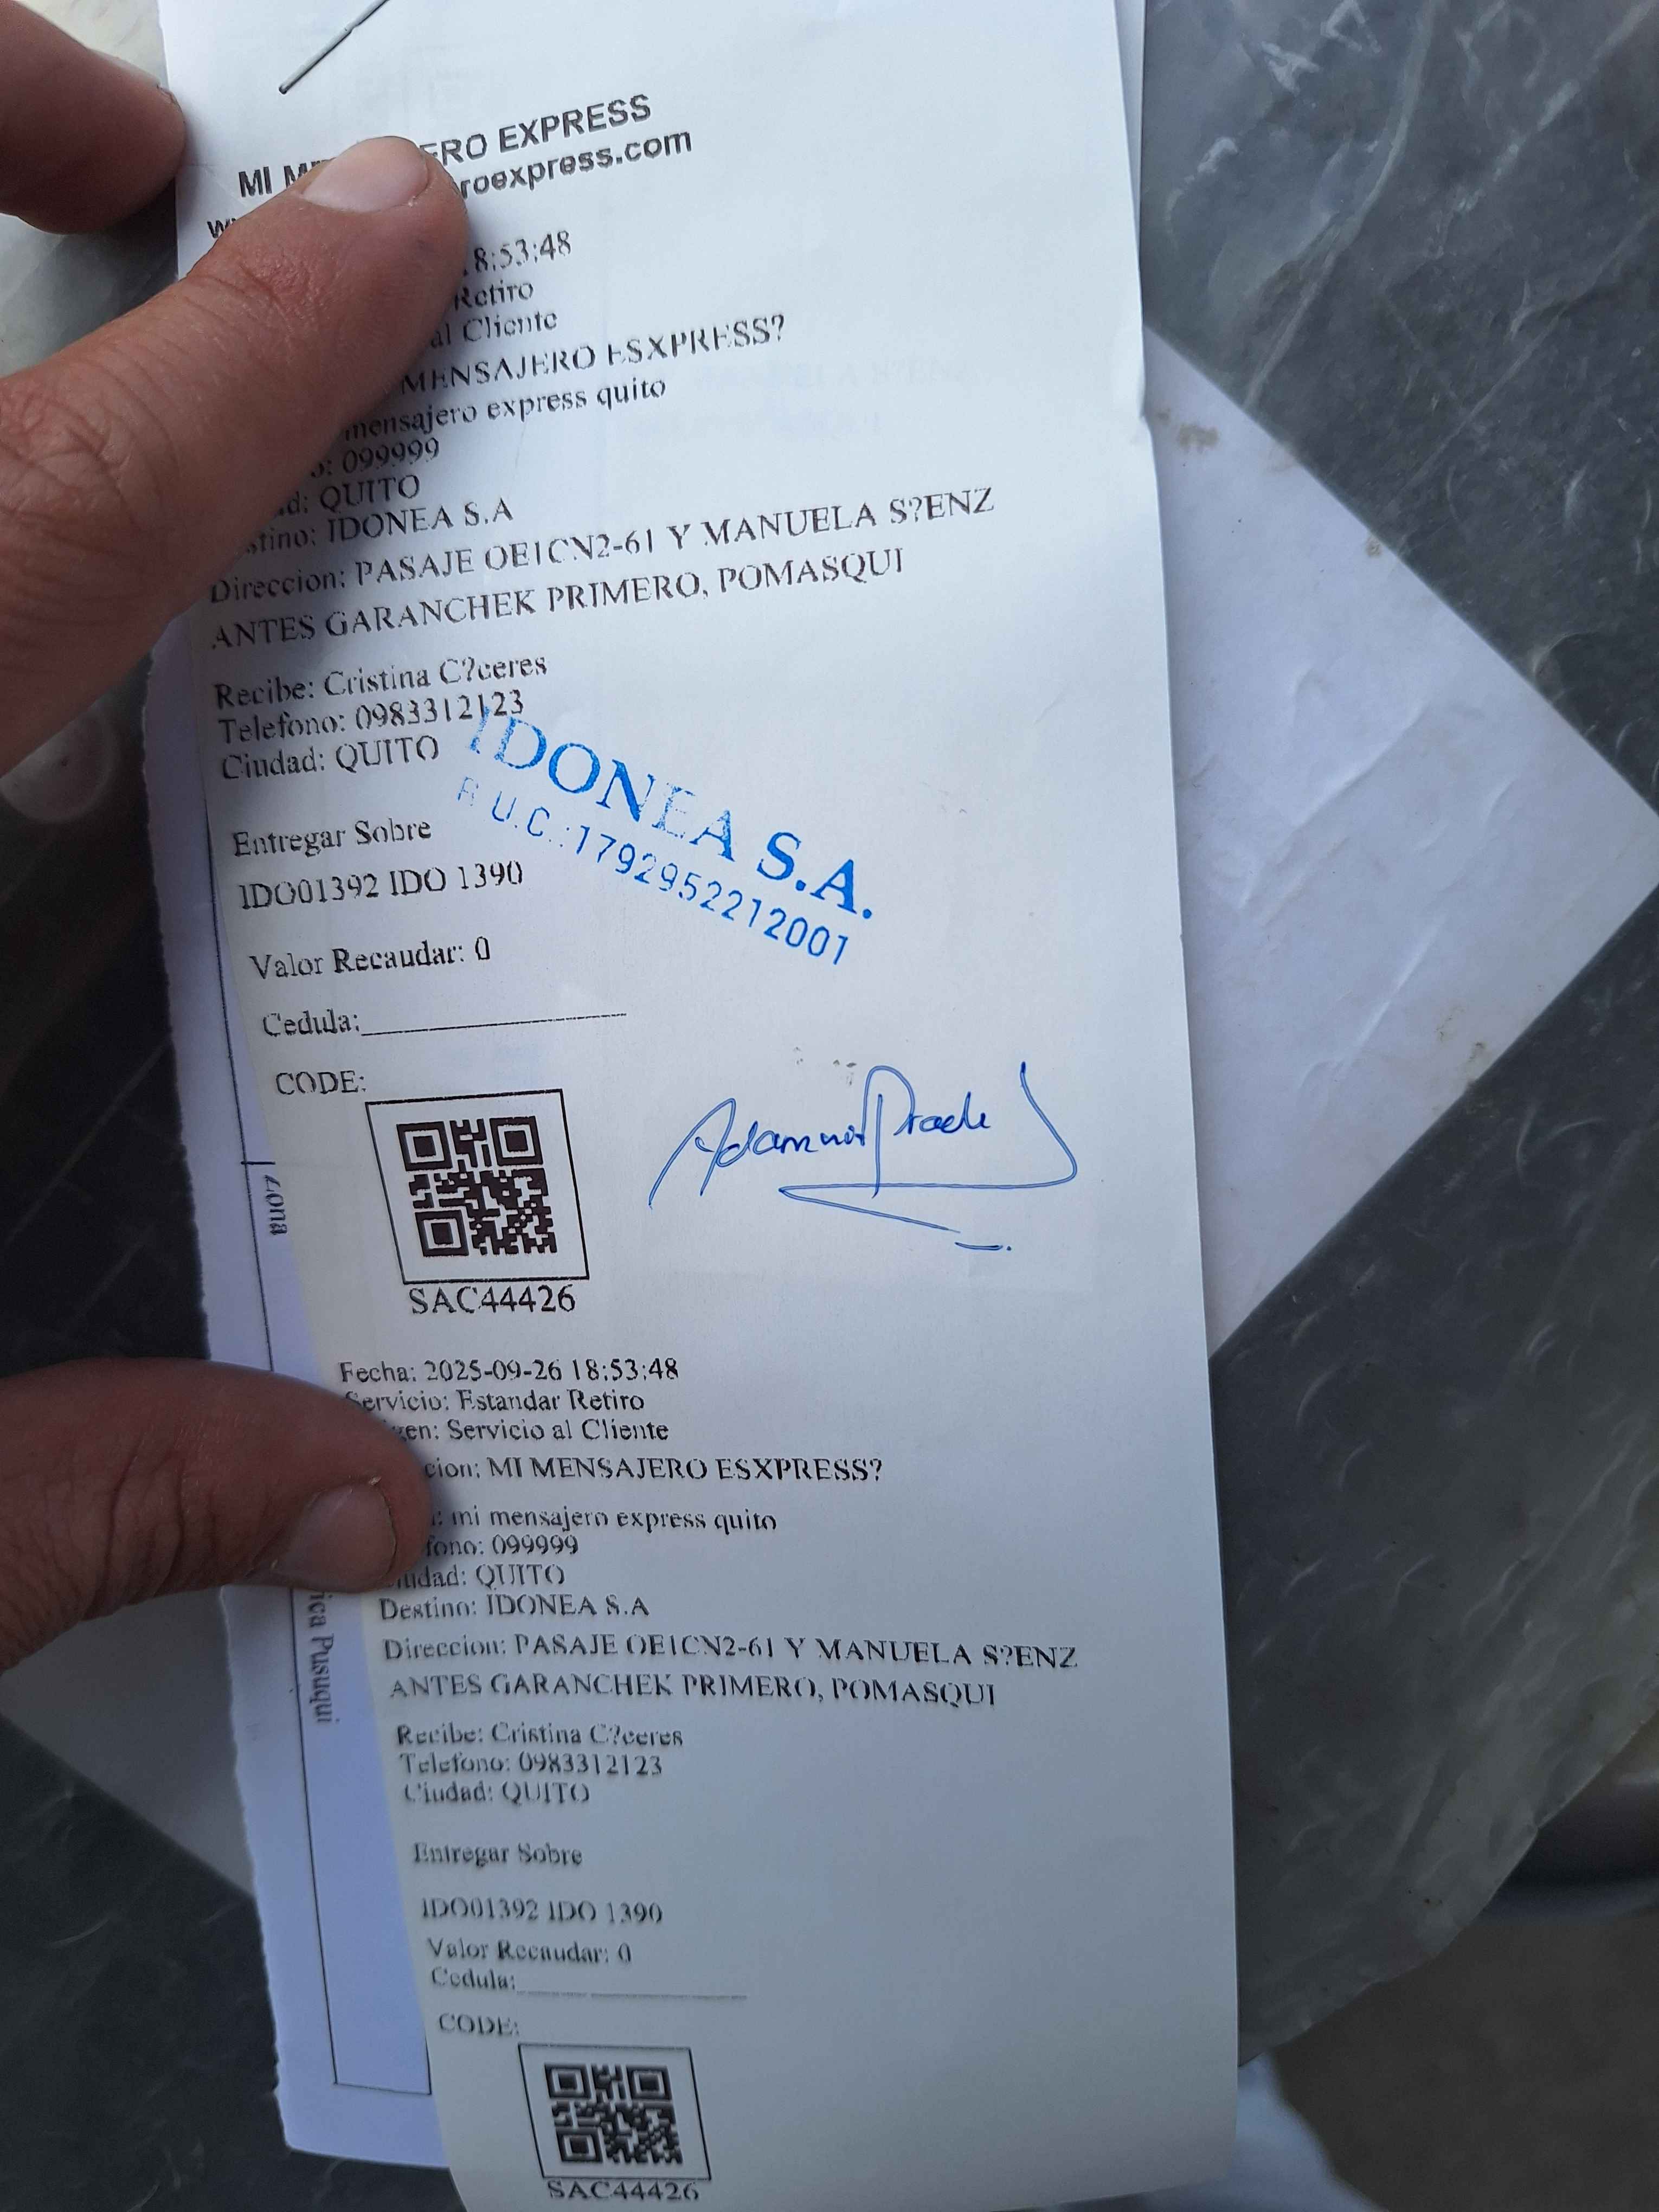 MI EXPRESS
8:53:48
Retiro
al Cliente
MENSAJERO ESXPRESS?
mensajero express quito
: 099999
d: QUITO
stino: IDONEA S.A
Direccion: PASAJE OE1CN2-61 Y MANUELA S?ENZ
ANTES GARANCHEK PRIMERO, POMASQUI
Recibe: Cristina C?ceres
Telefono: 0983312123
Ciudad: QUITO
IDONEA S.A.
R.U.C.:1792952212001
Entregar Sobre
IDO01392 IDO 1390
Valor Recaudar: 0
Cedula:
CODE:
SAC44426
Zona
Fecha: 2025-09-26 18:53:48
Servicio: Estandar Retiro
gen: Servicio al Cliente
cion: MI MENSAJERO ESXPRESS?
: mi mensajero express quito
fono: 099999
iudad: QUITO
Destino: IDONEA S.A
Direccion: PASAJE OE1CN2-61 Y MANUELA S?ENZ
ANTES GARANCHEK PRIMERO, POMASQUI
Recibe: Cristina C?ceres
Telefono: 0983312123
Ciudad: QUITO
ica Pusuqui
Entregar Sobre
IDO01392 IDO 1390
Valor Recaudar: 0
Cedula:
CODE:
SAC44426